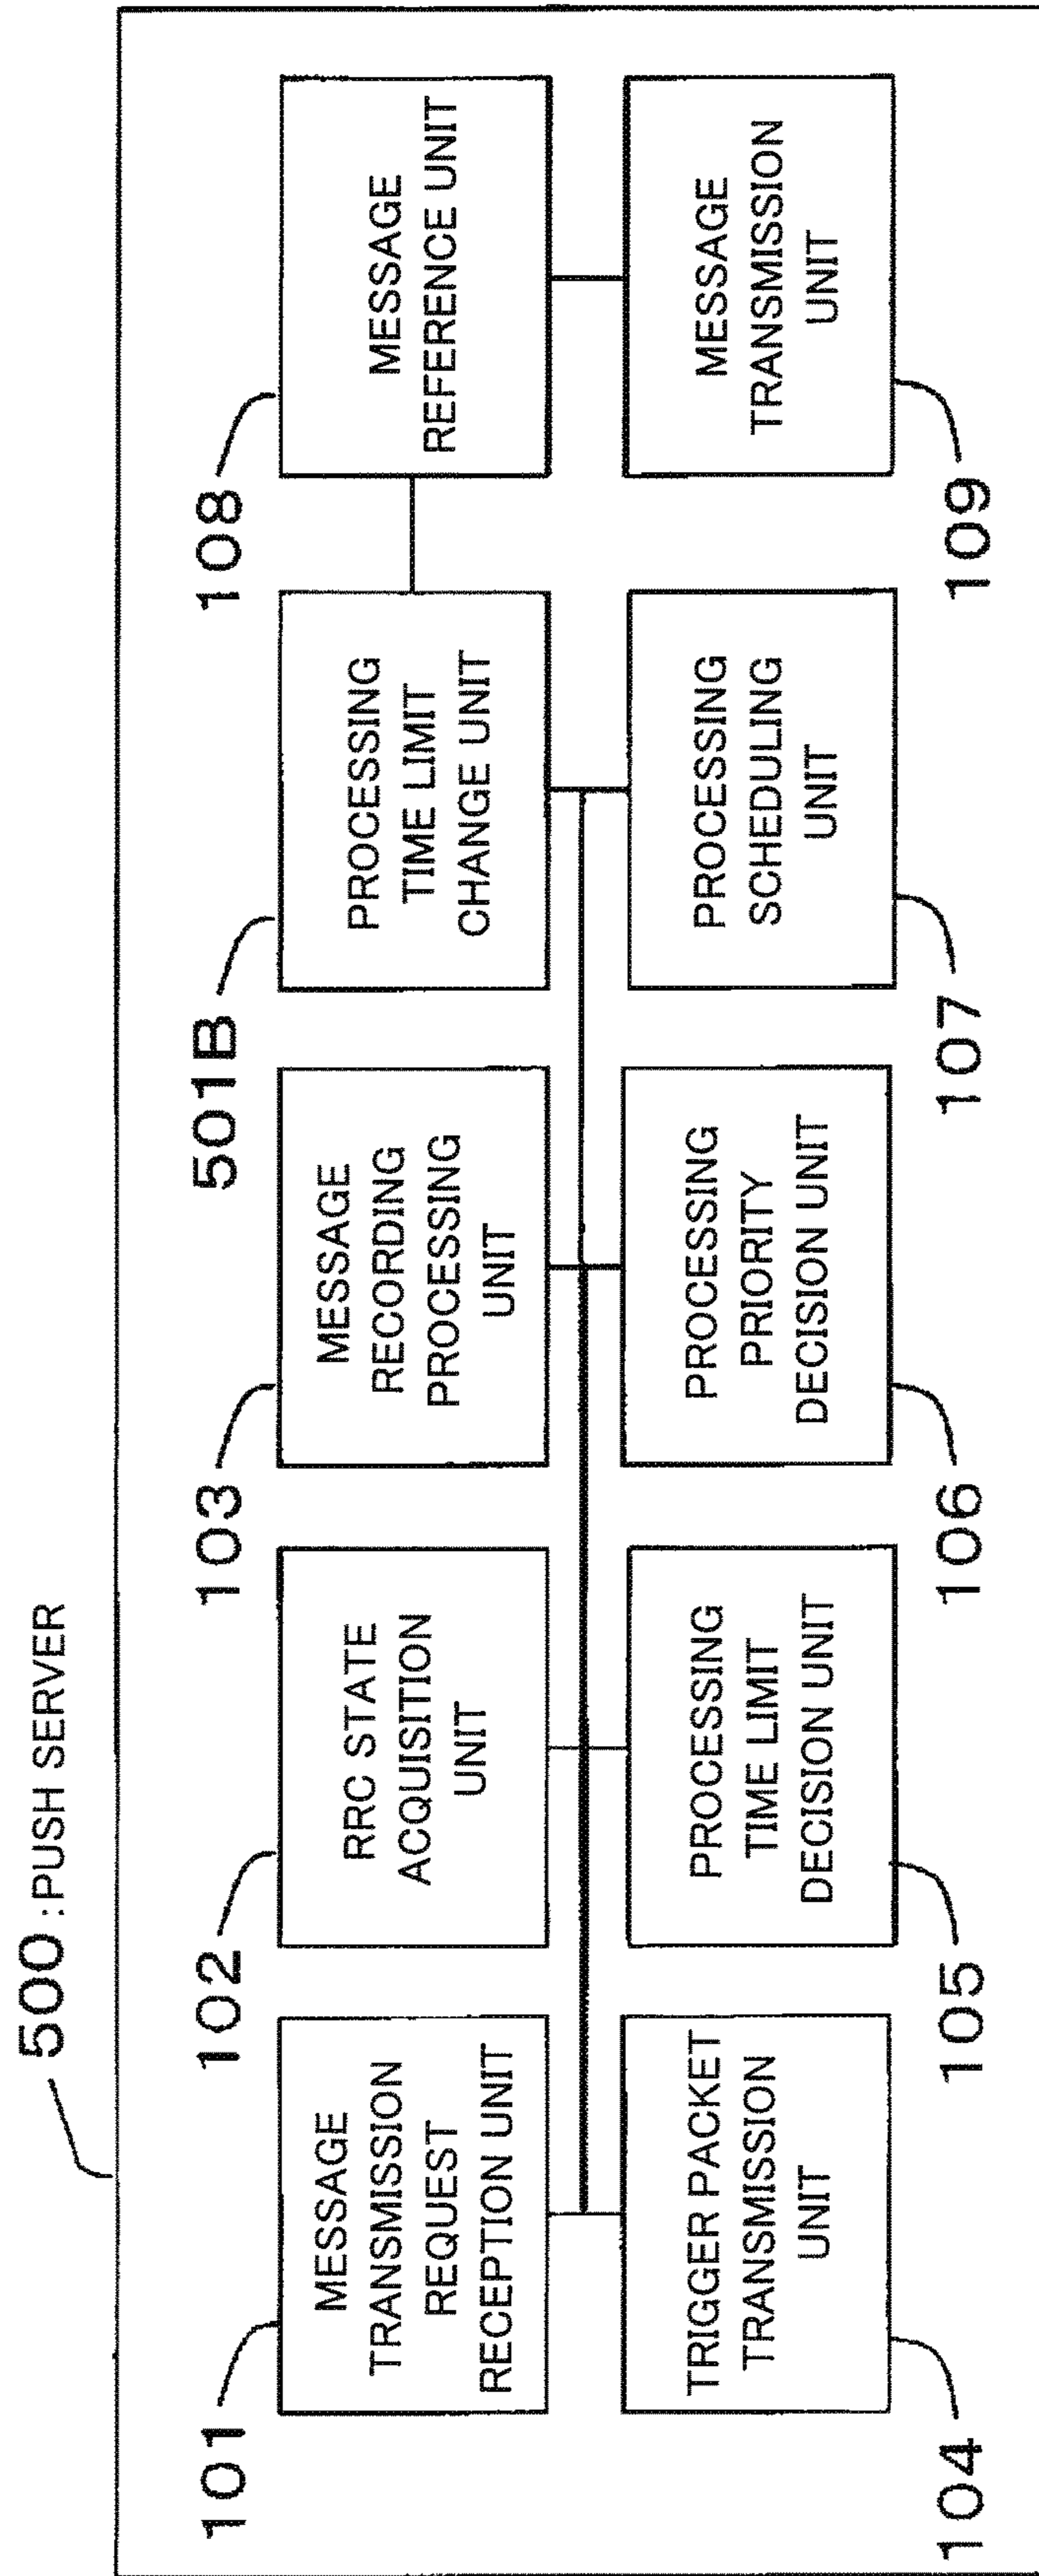 500 : PUSH SERVER
101
MESSAGE
TRANSMISSION
REQUEST
RECEPTION UNIT
102
RRC STATE
ACQUISITION
UNIT
103
MESSAGE
RECORDING
PROCESSING
UNIT
501B
PROCESSING
TIME LIMIT
CHANGE UNIT
108
MESSAGE
REFERENCE UNIT
TRIGGER PACKET
TRANSMISSION
UNIT
104
PROCESSING
TIME LIMIT
DECISION UNIT
105
PROCESSING
PRIORITY
DECISION UNIT
106
PROCESSING
SCHEDULING
UNIT
107
MESSAGE
TRANSMISSION
UNIT
109